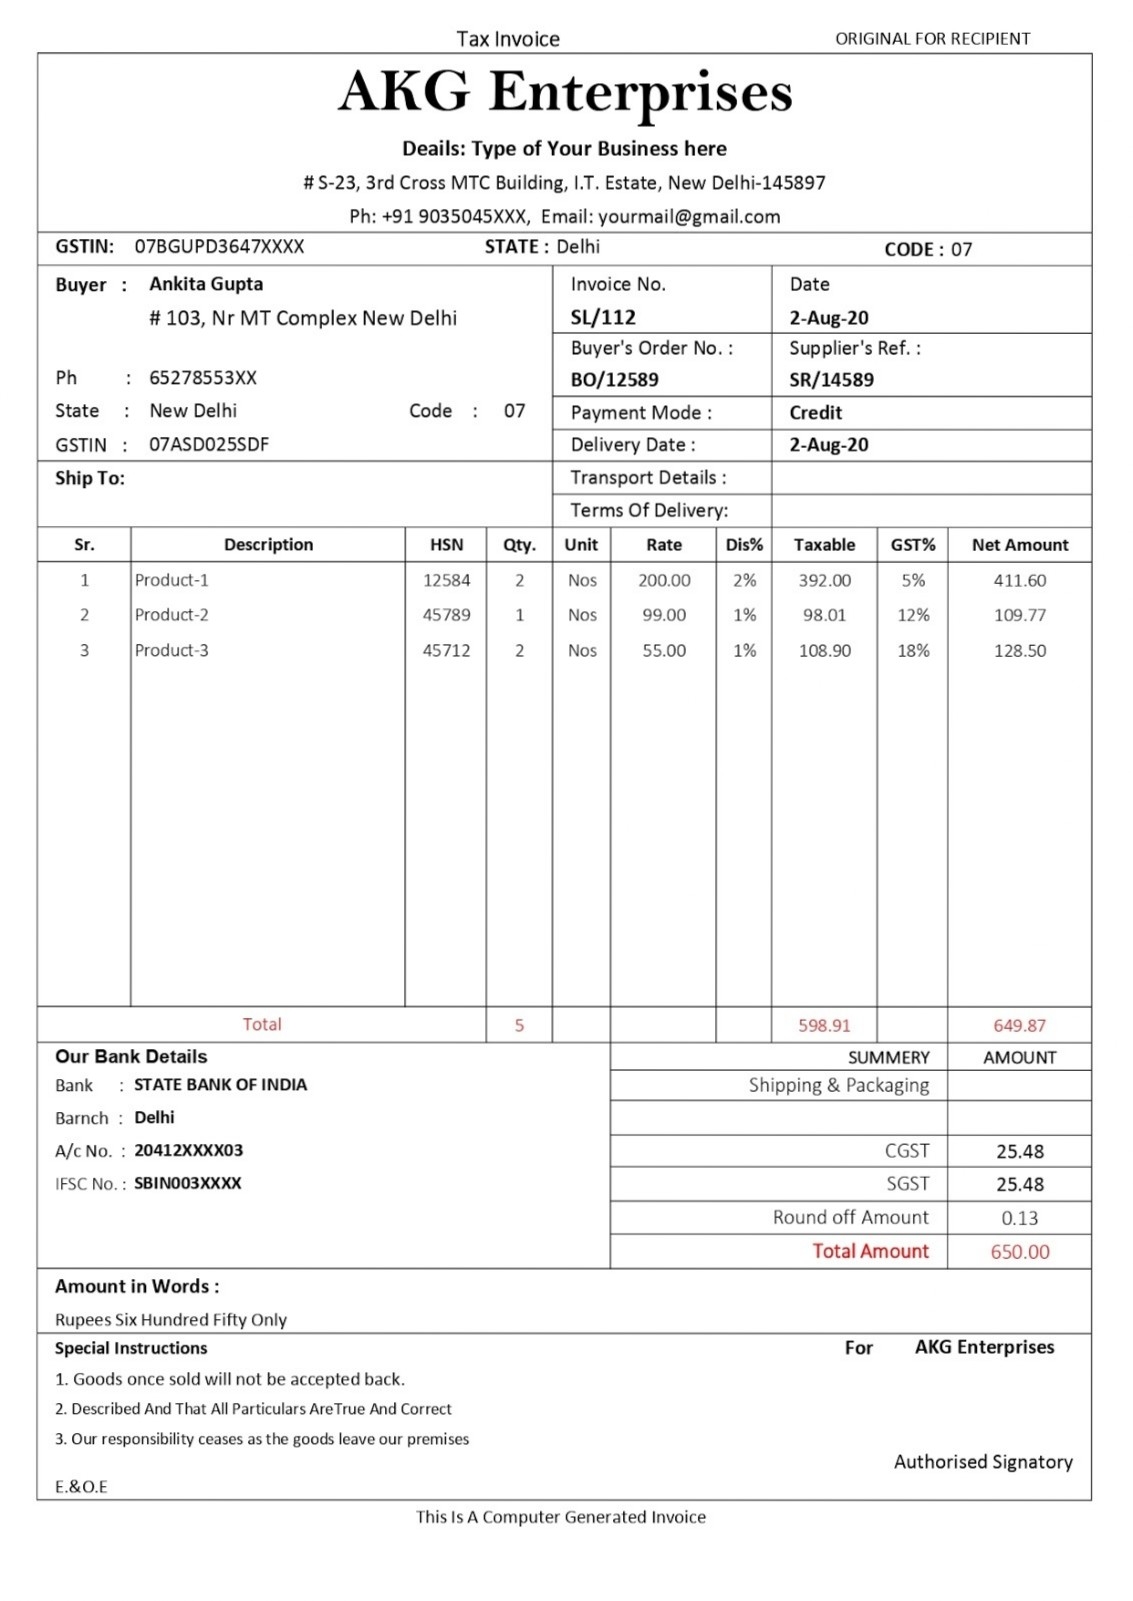 Tax Invoice ORIGINAL FOR RECIPIENT
AKG Enterprises
Deails: Type of Your Business here
# S-23, 3rd Cross MTC Building, I.T. Estate, New Delhi-145897
Ph: +91 9035045XXX, Email: yourmail@gmail.com
GSTIN: 07BGUPD3647XXXX STATE : Delhi CODE : 07
Buyer : Ankita Gupta
# 103, Nr MT Complex New Delhi
Ph : 65278553XX
State : New Delhi Code : 07
GSTIN : 07ASD025SDF
Ship To:
Invoice No. Date
SL/112 2-Aug-20
Buyer's Order No. : Supplier's Ref. :
BO/12589 SR/14589
Payment Mode : Credit
Delivery Date : 2-Aug-20
Transport Details :
Terms Of Delivery:
Sr. Description HSN Qty. Unit Rate Dis% Taxable GST% Net Amount
1 Product-1 12584 2 Nos 200.00 2% 392.00 5% 411.60
2 Product-2 45789 1 Nos 99.00 1% 98.01 12% 109.77
3 Product-3 45712 2 Nos 55.00 1% 108.90 18% 128.50
Total 5 598.91 649.87
Our Bank Details
Bank : STATE BANK OF INDIA
Barnch : Delhi
A/c No. : 20412XXXX03
IFSC No. : SBIN003XXXX
SUMMERY AMOUNT
Shipping & Packaging
CGST 25.48
SGST 25.48
Round off Amount 0.13
Total Amount 650.00
Amount in Words :
Rupees Six Hundred Fifty Only
Special Instructions
1. Goods once sold will not be accepted back.
2. Described And That All Particulars AreTrue And Correct
3. Our responsibility ceases as the goods leave our premises
E.&O.E
For AKG Enterprises
Authorised Signatory
This Is A Computer Generated Invoice